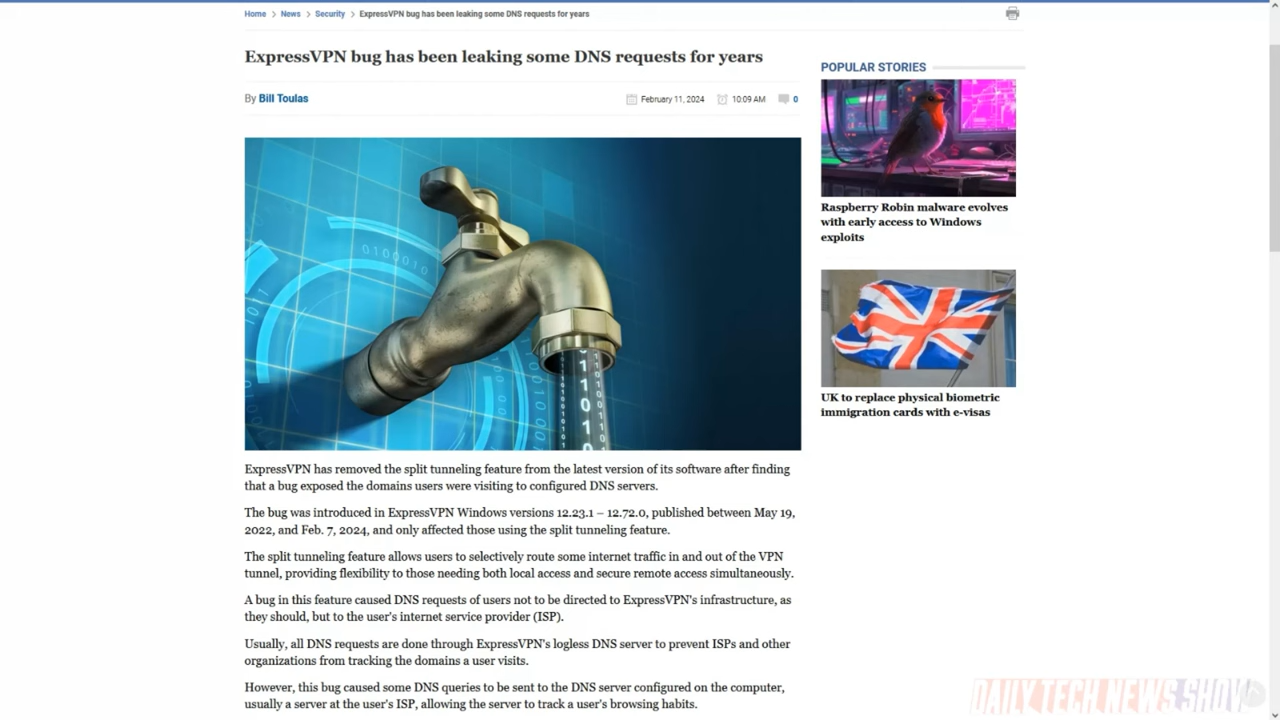 Home > News > Security > ExpressVPN bug has been leaking some DNS requests for years
ExpressVPN bug has been leaking some DNS requests for years
By Bill Toulas
February 11, 2024 10:09 AM 0
0100010
101
1
1
0
1
0
ExpressVPN has removed the split tunneling feature from the latest version of its software after finding
that a bug exposed the domains users were visiting to configured DNS servers.
The bug was introduced in ExpressVPN Windows versions 12.23.1 – 12.72.0, published between May 19,
2022, and Feb. 7, 2024, and only affected those using the split tunneling feature.
The split tunneling feature allows users to selectively route some internet traffic in and out of the VPN
tunnel, providing flexibility to those needing both local access and secure remote access simultaneously.
A bug in this feature caused DNS requests of users not to be directed to ExpressVPN's infrastructure, as
they should, but to the user's internet service provider (ISP).
Usually, all DNS requests are done through ExpressVPN's logless DNS server to prevent ISPs and other
organizations from tracking the domains a user visits.
However, this bug caused some DNS queries to be sent to the DNS server configured on the computer,
usually a server at the user's ISP, allowing the server to track a user's browsing habits.
POPULAR STORIES
Raspberry Robin malware evolves
with early access to Windows
exploits
UK to replace physical biometric
immigration cards with e-visas
DAILY TECH NEWS SHOW